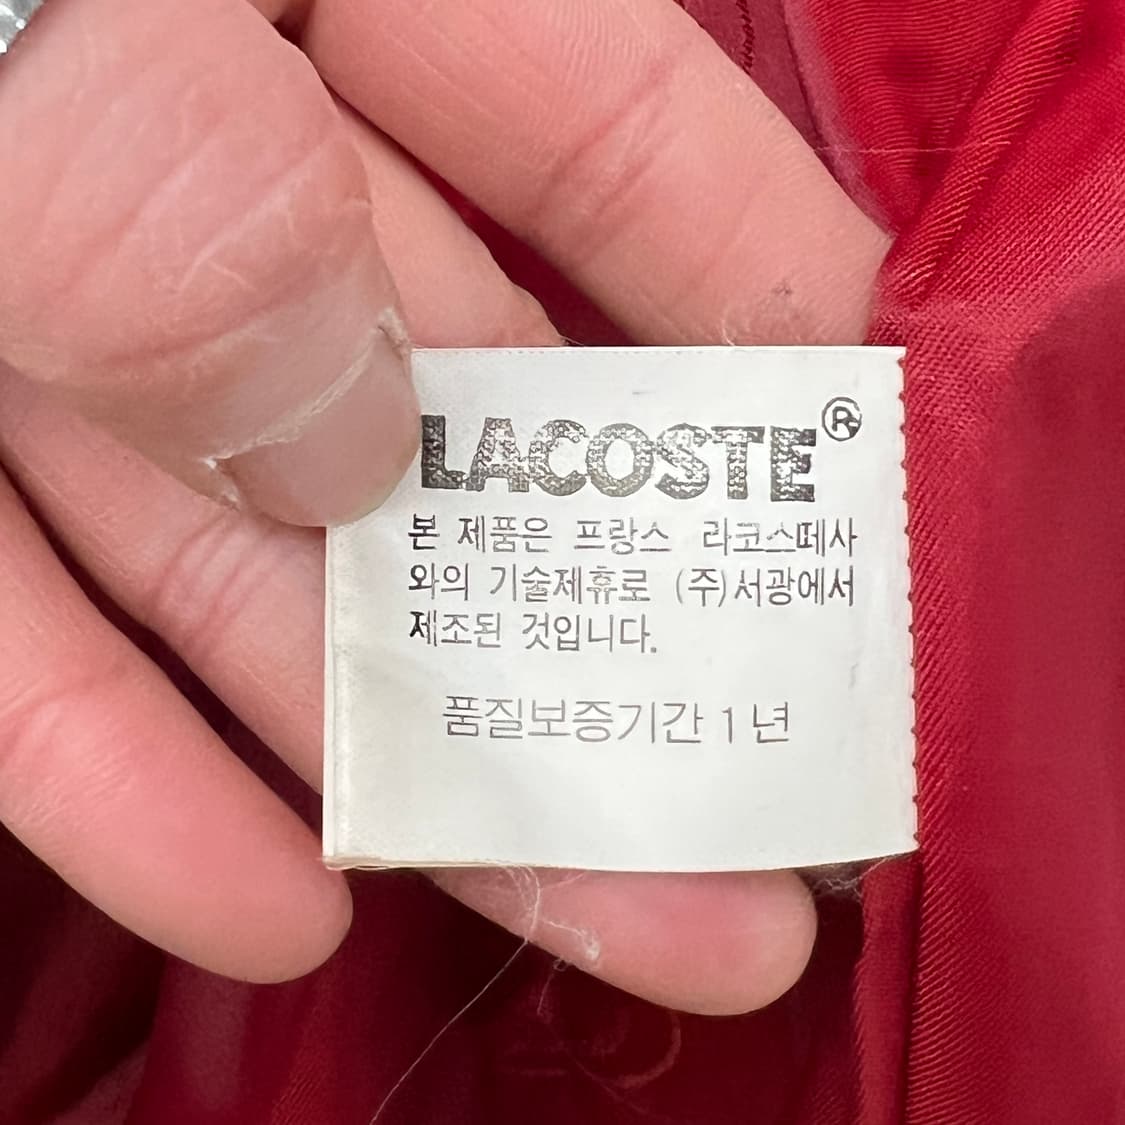 LACOSTE®
본 제품은 프랑스 라코스떼사
와의 기술제휴로 (주)서광에서
제조된 것입니다.
품질보증기간 1년